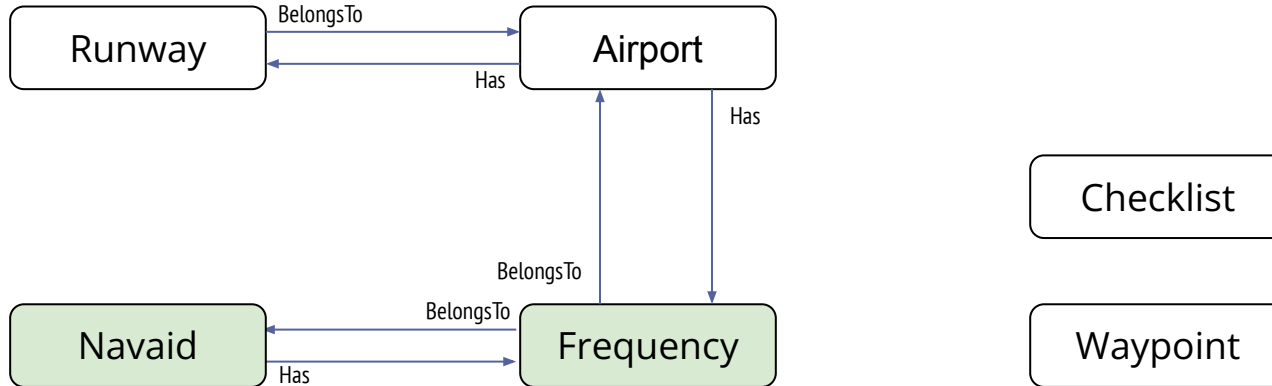 BelongsTo
Runway
Airport
Has
Has
Checklist
BelongsTo
BelongsTo
Navaid
Frequency
Waypoint
Has